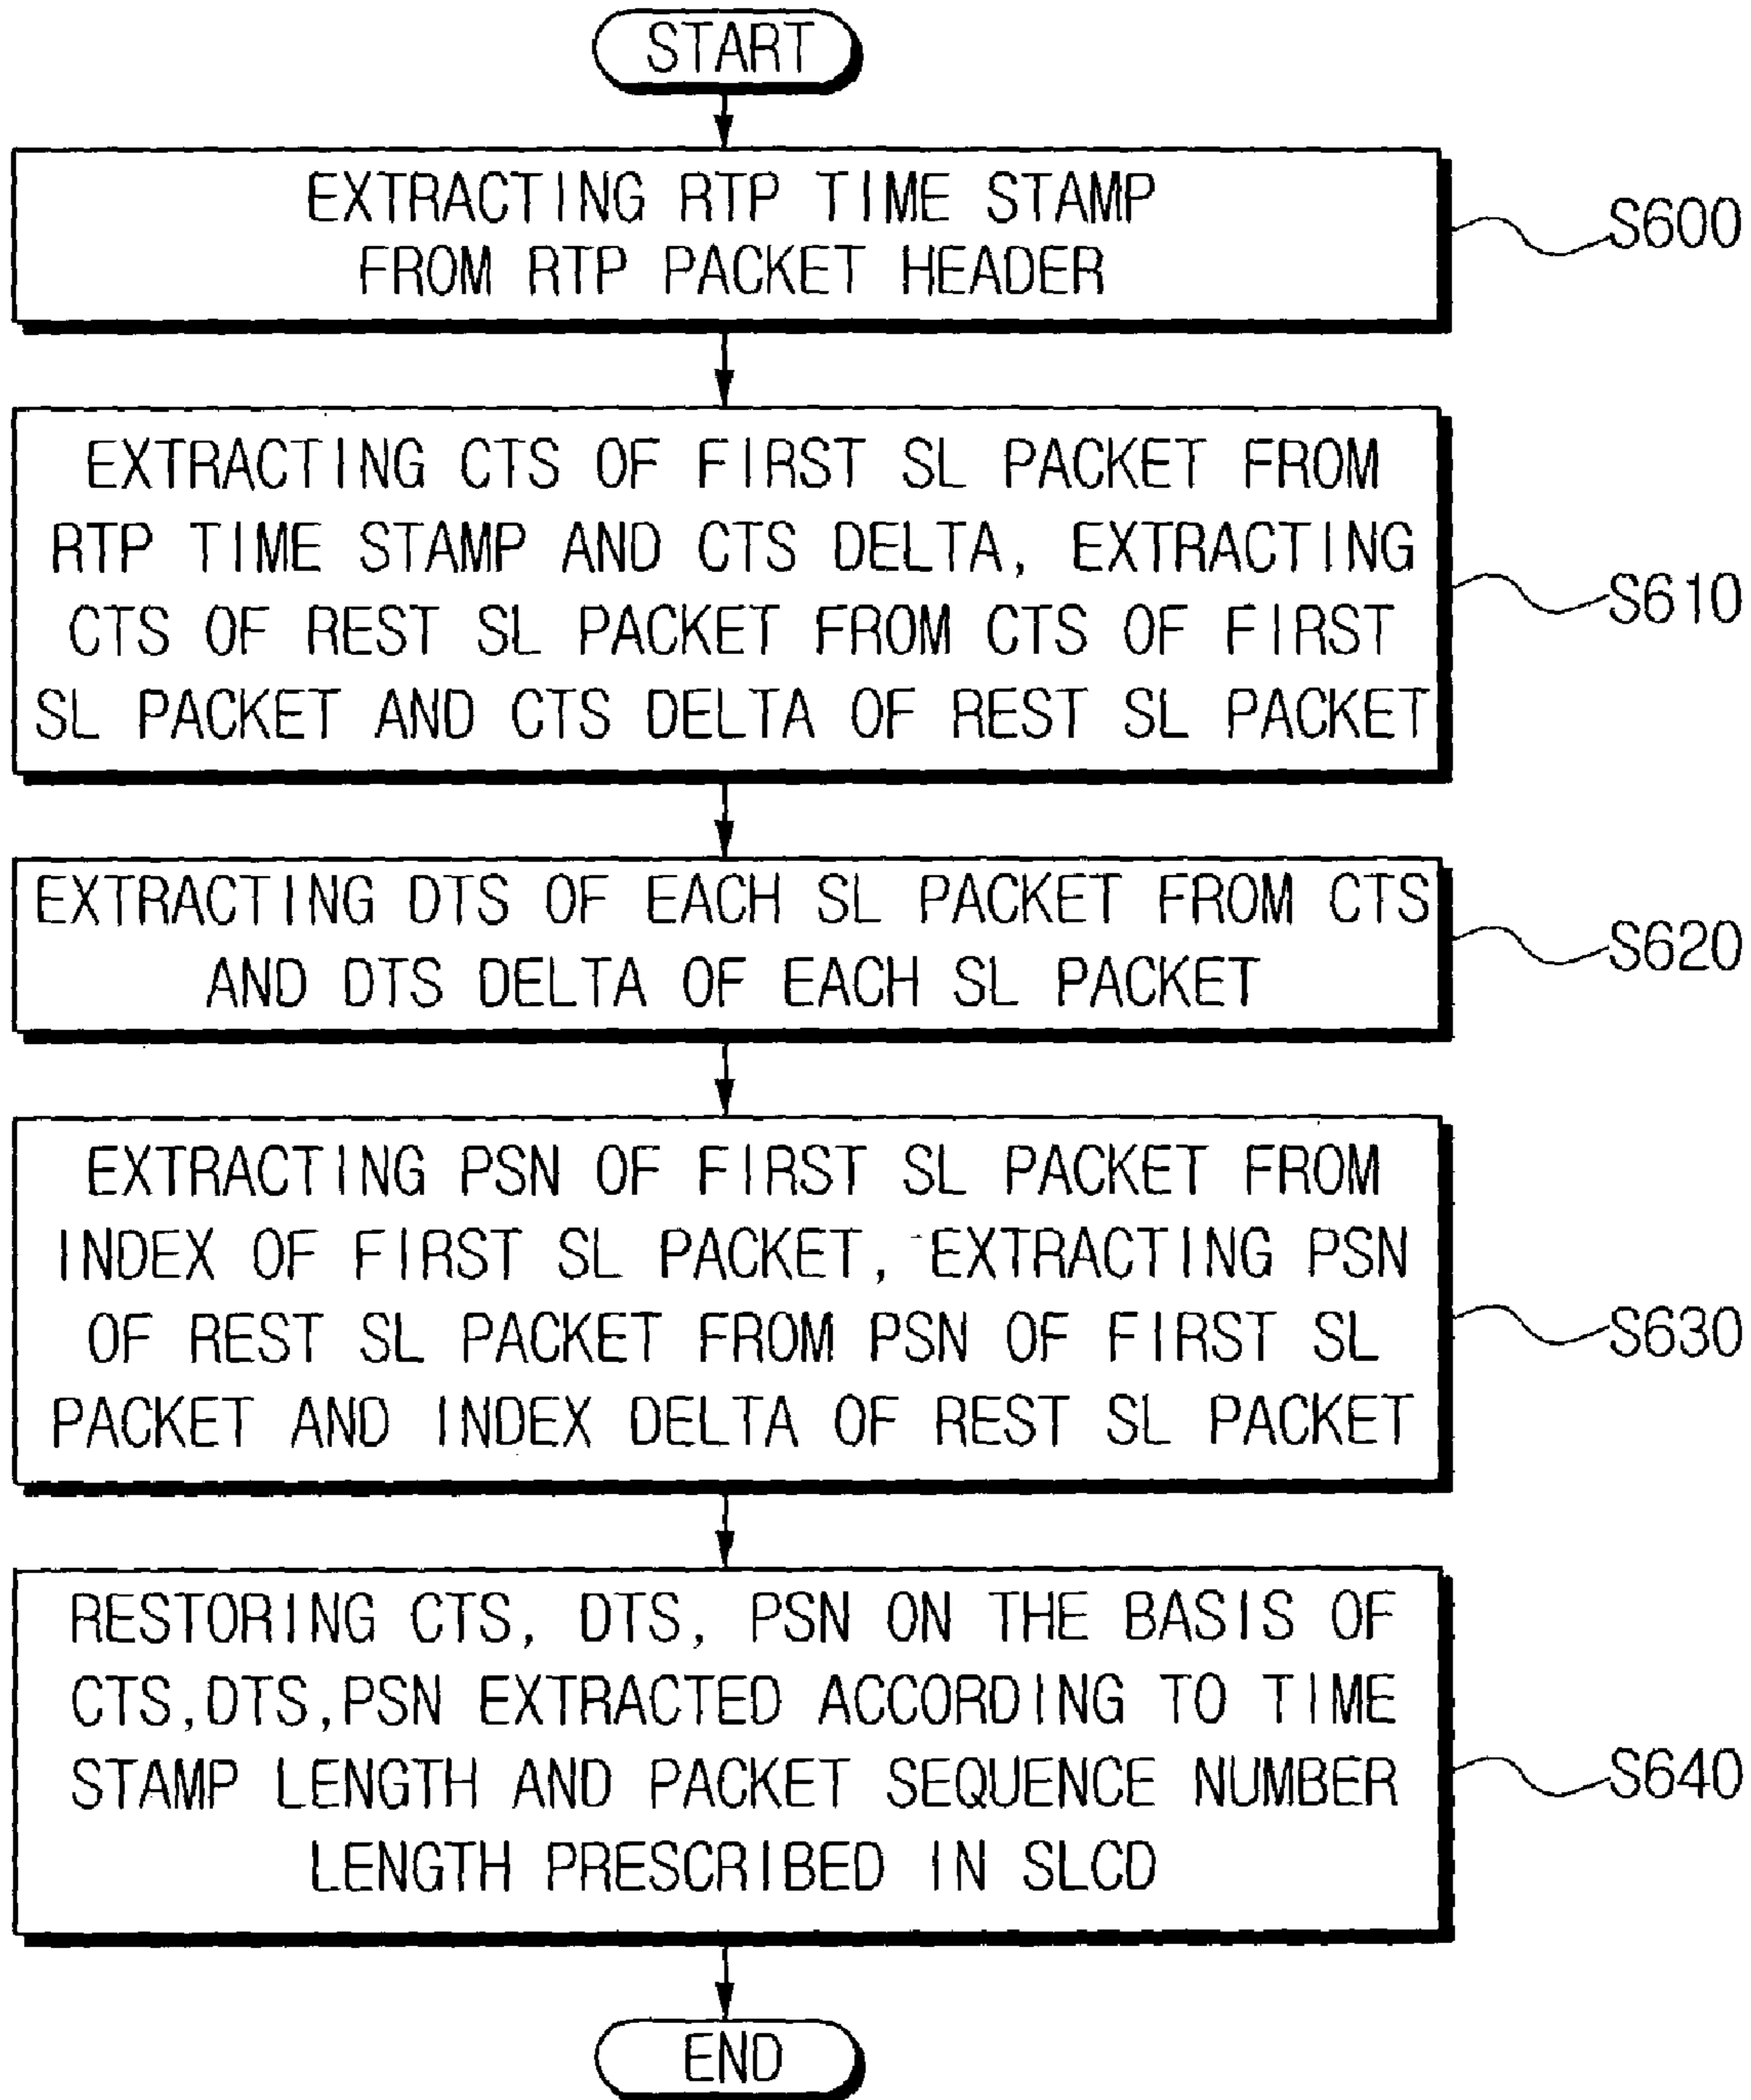 START
EXTRACTING RTP TIME STAMP
FROM RTP PACKET HEADER
S600
EXTRACTING CTS OF FIRST SL PACKET FROM
RTP TIME STAMP AND CTS DELTA, EXTRACTING
CTS OF REST SL PACKET FROM CTS OF FIRST
SL PACKET AND CTS DELTA OF REST SL PACKET
S610
EXTRACTING DTS OF EACH SL PACKET FROM CTS
AND DTS DELTA OF EACH SL PACKET
S620
EXTRACTING PSN OF FIRST SL PACKET FROM
INDEX OF FIRST SL PACKET, EXTRACTING PSN
OF REST SL PACKET FROM PSN OF FIRST SL
PACKET AND INDEX DELTA OF REST SL PACKET
S630
RESTORING CTS, DTS, PSN ON THE BASIS OF
CTS,DTS,PSN EXTRACTED ACCORDING TO TIME
STAMP LENGTH AND PACKET SEQUENCE NUMBER
LENGTH PRESCRIBED IN SLCD
S640
END